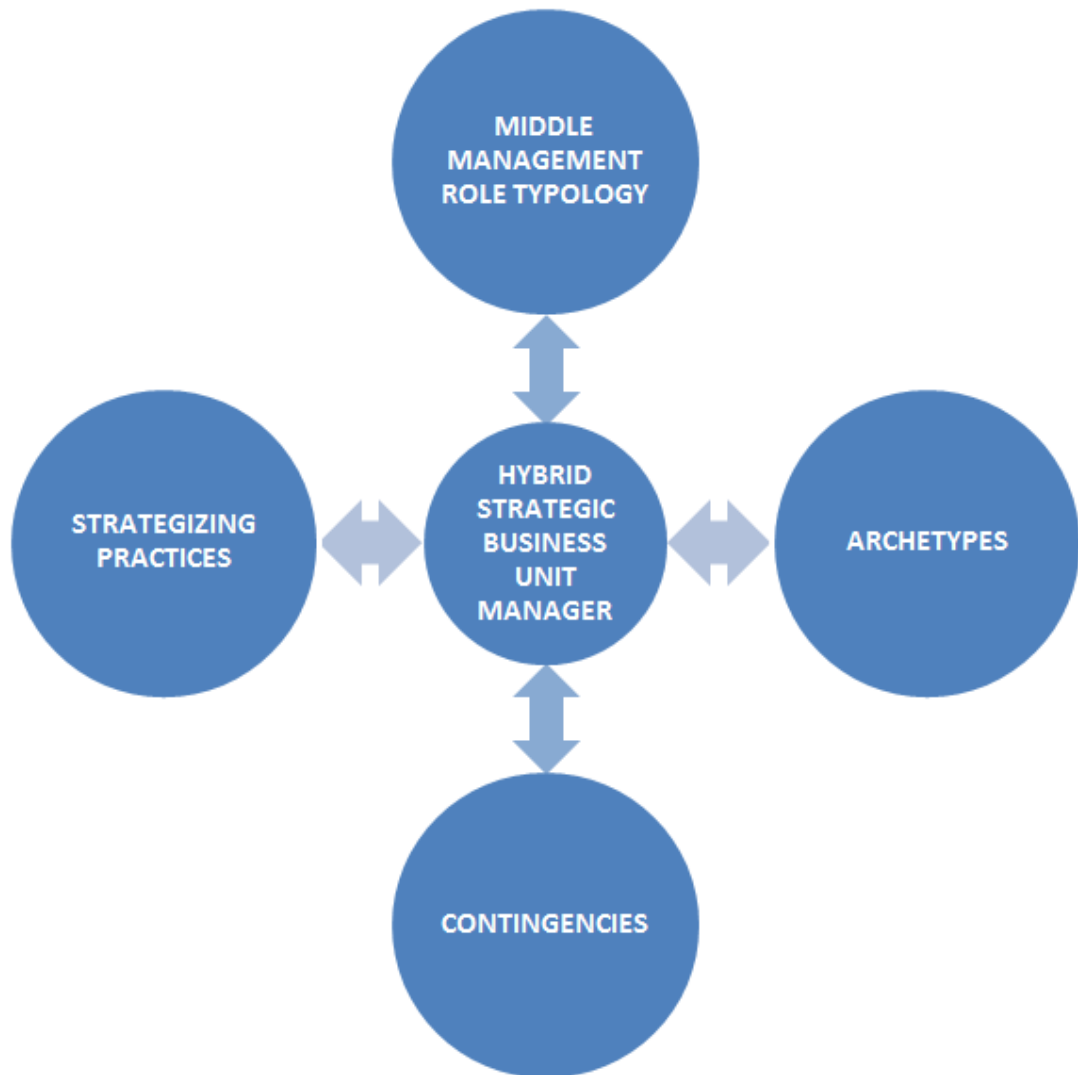 MIDDLE
MANAGEMENT
ROLE TYPOLOGY
STRATEGIZING
PRACTICES
HYBRID
STRATEGIC
BUSINESS
UNIT
MANAGER
ARCHETYPES
CONTINGENCIES